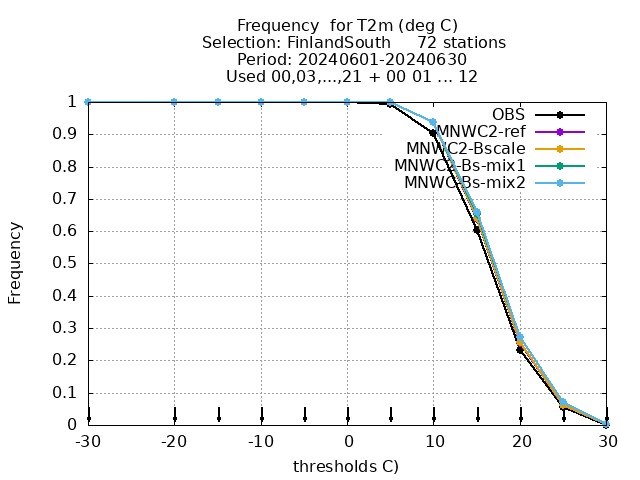 Frequency for T2m (deg C)
Selection: FinlandSouth 72 stations
Period: 20240601-20240630
Used 00,03,...,21 + 00 01 ... 12
1
0.9
0.8
0.7
0.6
0.5
0.4
0.3
0.2
0.1
0
Frequency
OBS
MNWC2-ref
MNWC2-Bscale
MNWC2-Bs-mix1
MNWC-Bs-mix2
-30
-20
-10
0
10
20
30
thresholds C)